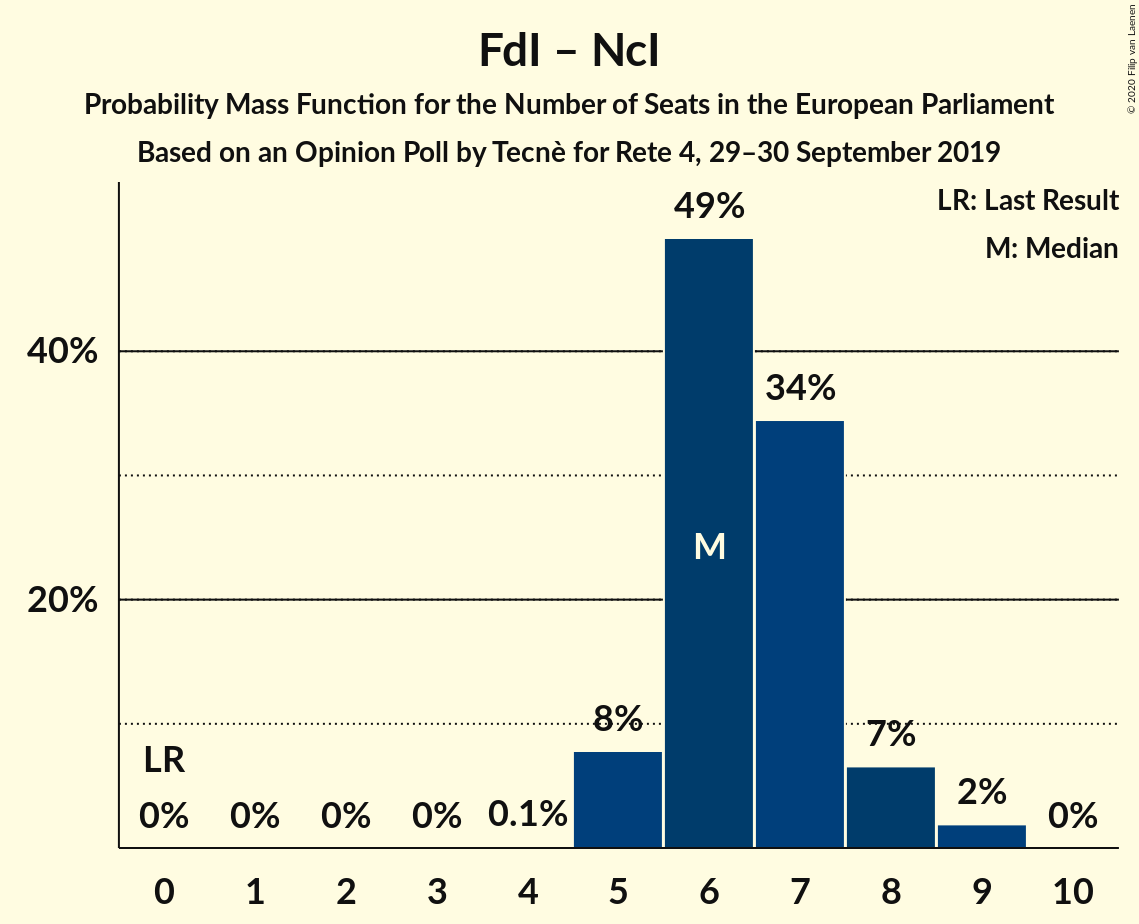 FdI – NcI
Probability Mass Function for the Number of Seats in the European Parliament
Based on an Opinion Poll by Tecnè for Rete 4, 29–30 September 2019
© 2020 Filip van Laenen
LR: Last Result
M: Median
49%
40%
34%
M
20%
8%
7%
LR
2%
0% 0% 0% 0% 0.1% 0%
0 1 2 3 4 5 6 7 8 9 10